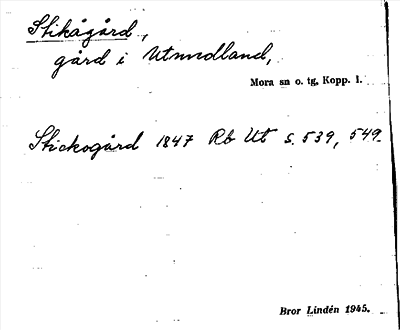 Stikågård,
gård i Utmedland,
Mora sn o. tg, Kopp. l.
Stickogård 1847 Rb Ut s. 539, 549.
Bror Lindén 1945.